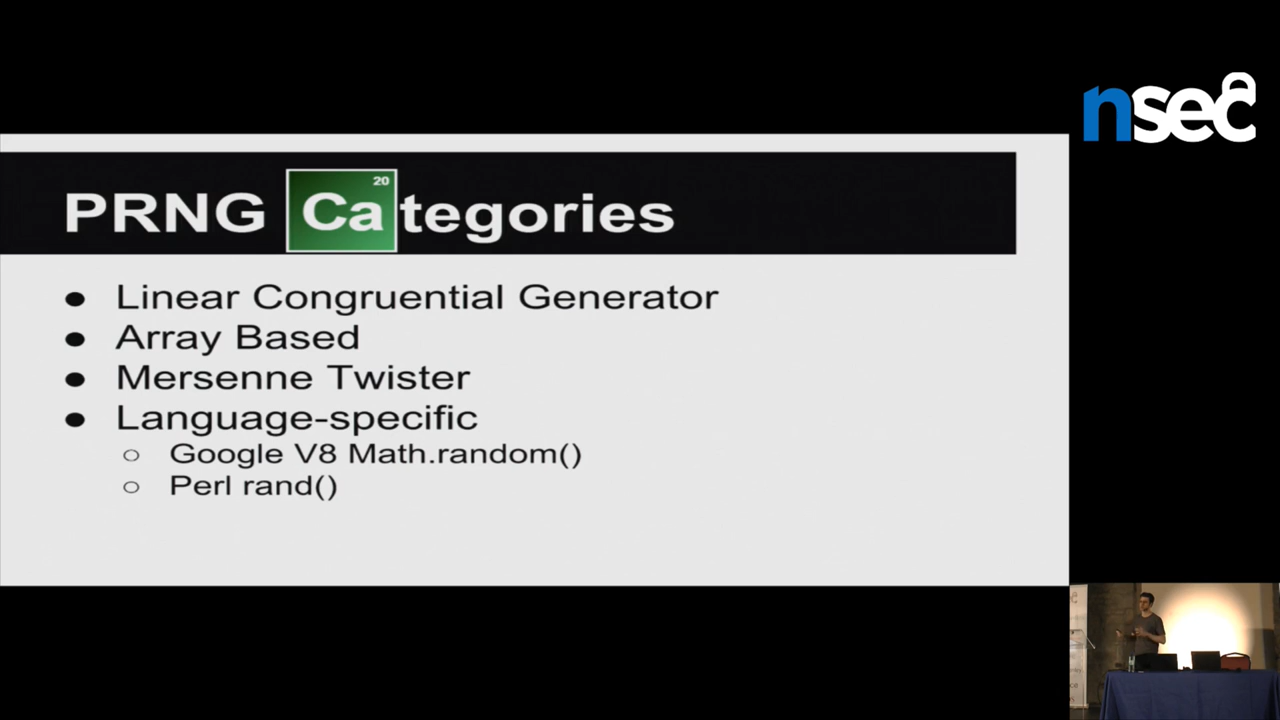 nsec
PRNG Categories
20
● Linear Congruential Generator
● Array Based
● Mersenne Twister
● Language-specific
○ Google V8 Math.random()
○ Perl rand()